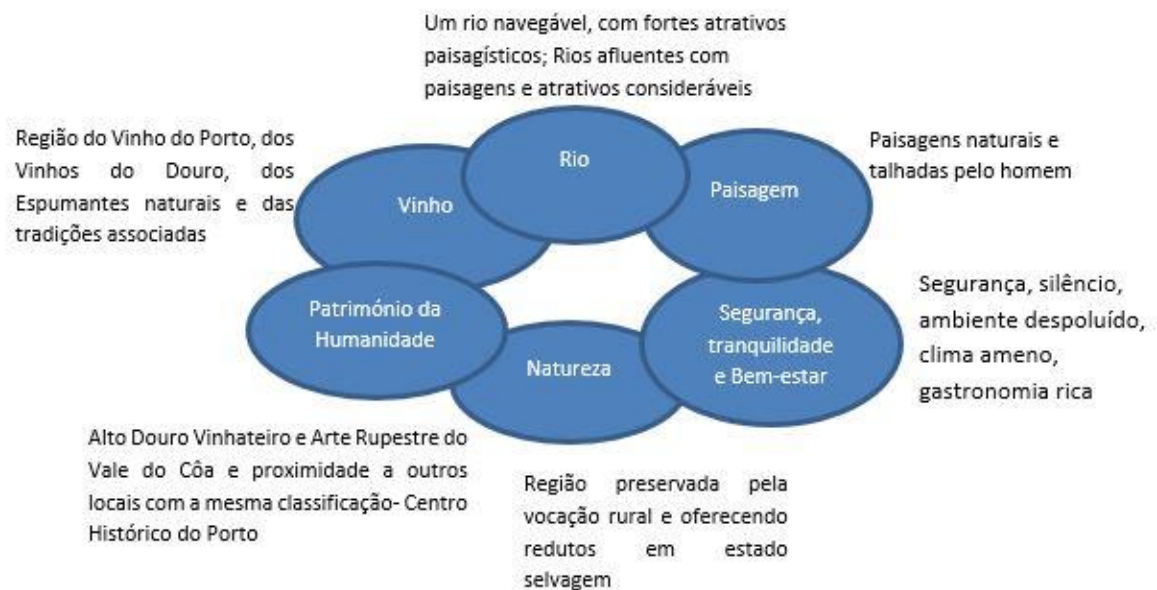 Um rio navegável, com fortes atrativos
paisagísticos; Rios afluentes com
paisagens e atrativos consideráveis
Rio
Região do Vinho do Porto, dos
Vinhos do Douro, dos
Espumantes naturais e das
tradições associadas
Vinho
Paisagem
Paisagens naturais e
talhadas pelo homem
Património da
Humanidade
Natureza
Segurança,
tranquilidade
e Bem-estar
Segurança, silêncio,
ambiente despoluído,
clima ameno,
gastronomia rica
Alto Douro Vinhateiro e Arte Rupestre do
Vale do Côa e proximidade a outros
locais com a mesma classificação- Centro
Histórico do Porto
Região preservada pela
vocação rural e oferecendo
redutos em estado
selvagem